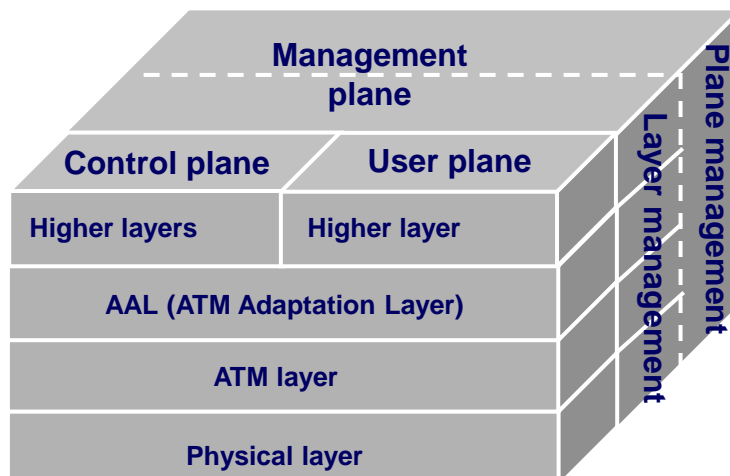 Management
plane
Control plane
User plane
Higher layers
Higher layer
AAL (ATM Adaptation Layer)
ATM layer
Physical layer
Layer management
Plane management